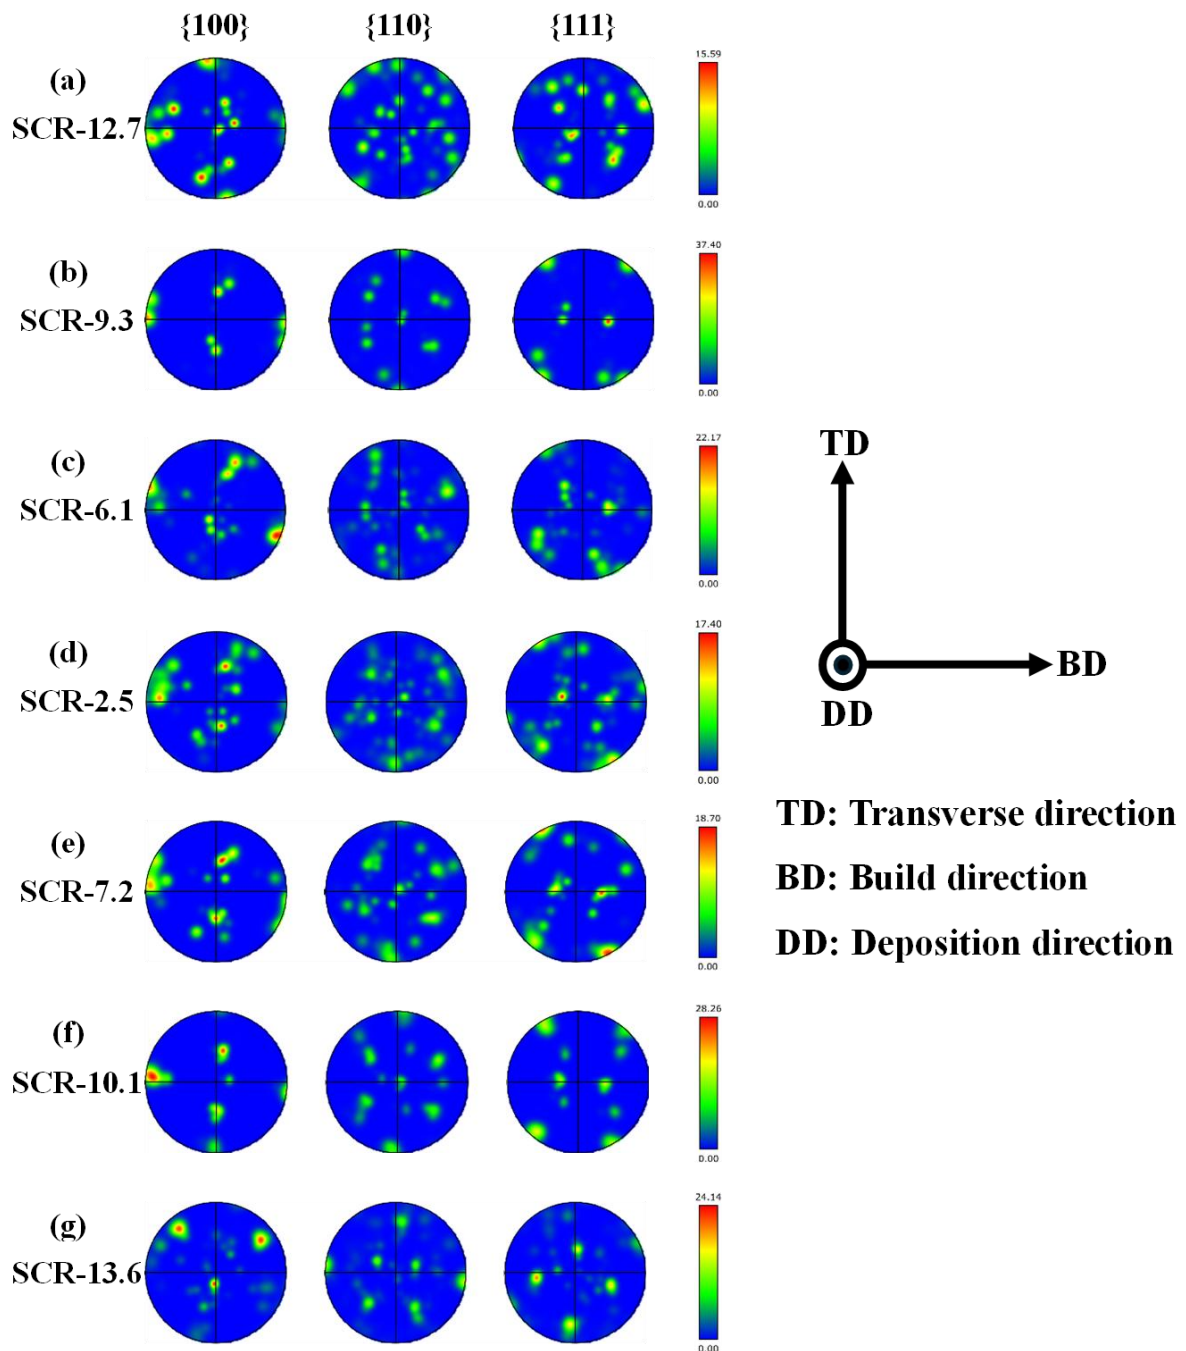 {100} {110} {111}
(a)
SCR-12.7
15.59
0.00
(b)
SCR-9.3
37.40
0.00
(c)
SCR-6.1
22.17
0.00
(d)
SCR-2.5
17.40
0.00
(e)
SCR-7.2
18.70
0.00
(f)
SCR-10.1
28.26
0.00
(g)
SCR-13.6
24.14
0.00
TD
BD
DD
TD: Transverse direction
BD: Build direction
DD: Deposition direction